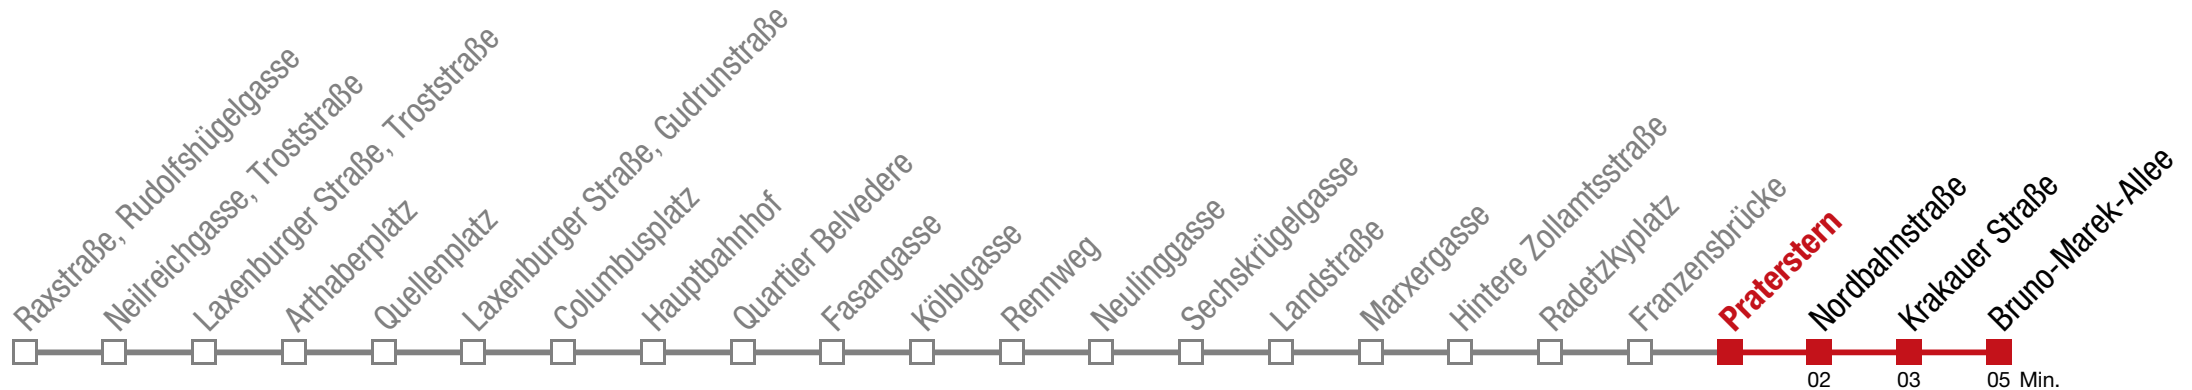 Raxstraße, Rudolfshügelgasse
Neilreichgasse, Troststraße
Laxenburger Straße, Troststraße
Arthaberplatz
Quellenplatz
Laxenburger Straße, Gudrunstraße
Columbusplatz
Hauptbahnhof
Quartier Belvedere
Fasangasse
Kölblgasse
Rennweg
Neulinggasse
Sechskrügelgasse
Landstraße
Marxergasse
Hintere Zollamtsstraße
Radetzkyplatz
Franzensbrücke
Praterstern
Nordbahnstraße
Krakauer Straße
Bruno-Marek-Allee
02 03 05 Min.